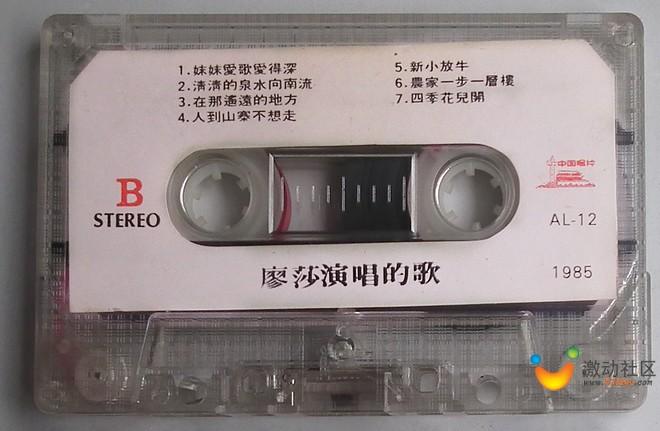 1.妹妹愛歌愛得深
2.清清的泉水向南流
3.在那遙遠的地方
4.人到山寨不想走
5.新小放牛
6.農家一步一層樓
7.四季花兒開
B
STEREO
中国唱片
AL-12
廖莎演唱的歌
1985
激动社区